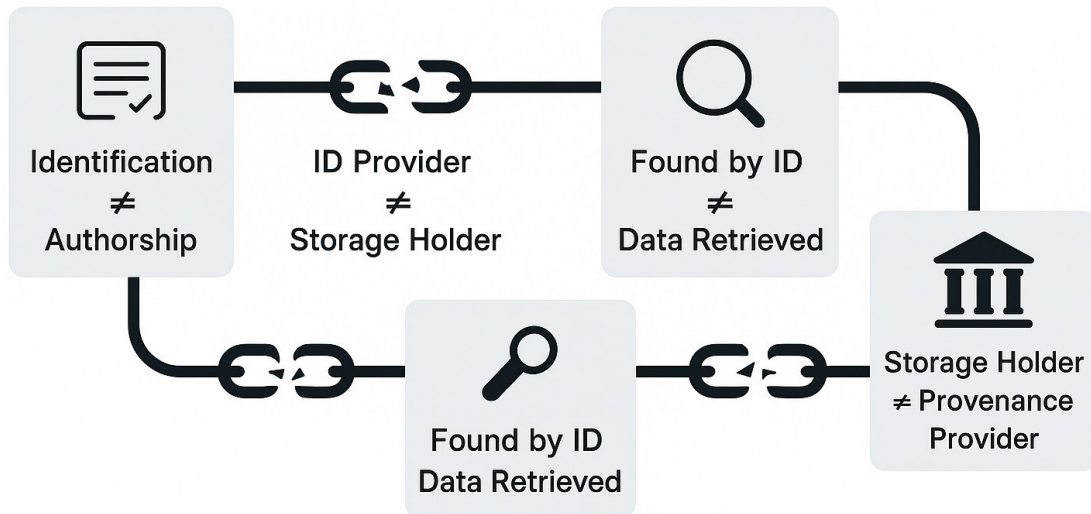 Identification
≠
Authorship
ID Provider
≠
Storage Holder
Found by ID
≠
Data Retrieved
Storage Holder
≠ Provenance
Provider
Found by ID
Data Retrieved